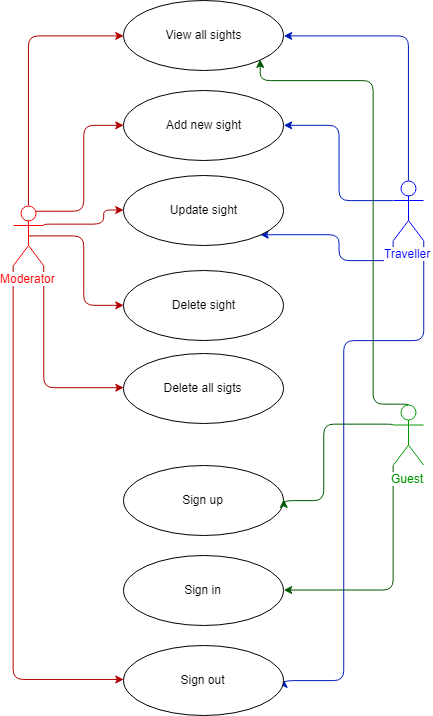 View all sights
Add new sight
Update sight
Traveller
Moderator
Delete sight
Delete all sigts
Guest
Sign up
Sign in
Sign out